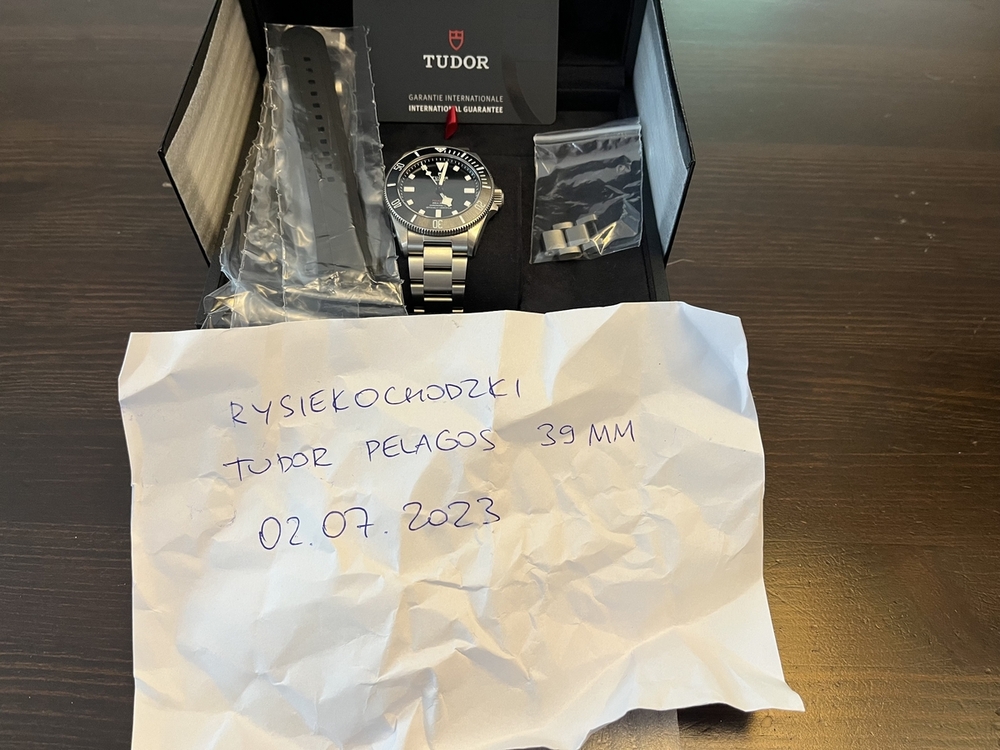 TUDOR
GARANTIE INTERNATIONALE
INTERNATIONAL GUARANTEE
RYSIEKOCHODZKI
TUDOR PELAGOS 39 MM
02.07.2023